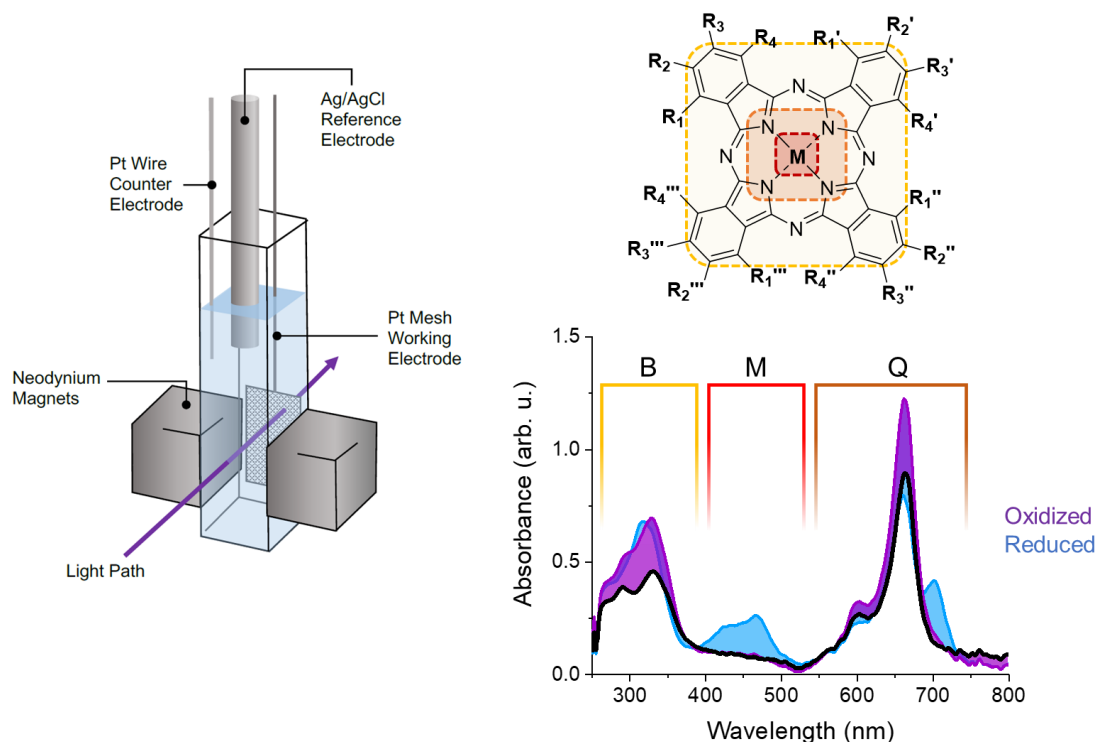 Ag/AgCl
Reference
Electrode
Pt Wire
Counter
Electrode
Pt Mesh
Working
Electrode
Neodynium
Magnets
Light Path
R3
R4
R2
R1
R1'
R2'
R3'
R4'
N
N
N
N
M
N
N
N
N
R4'''
R3'''
R2'''
R1'''
R1''
R2''
R4''
R3''
B
M
Q
Absorbance (arb. u.)
1.5
1.0
0.5
0.0
300
400
500
600
700
800
Wavelength (nm)
Oxidized
Reduced